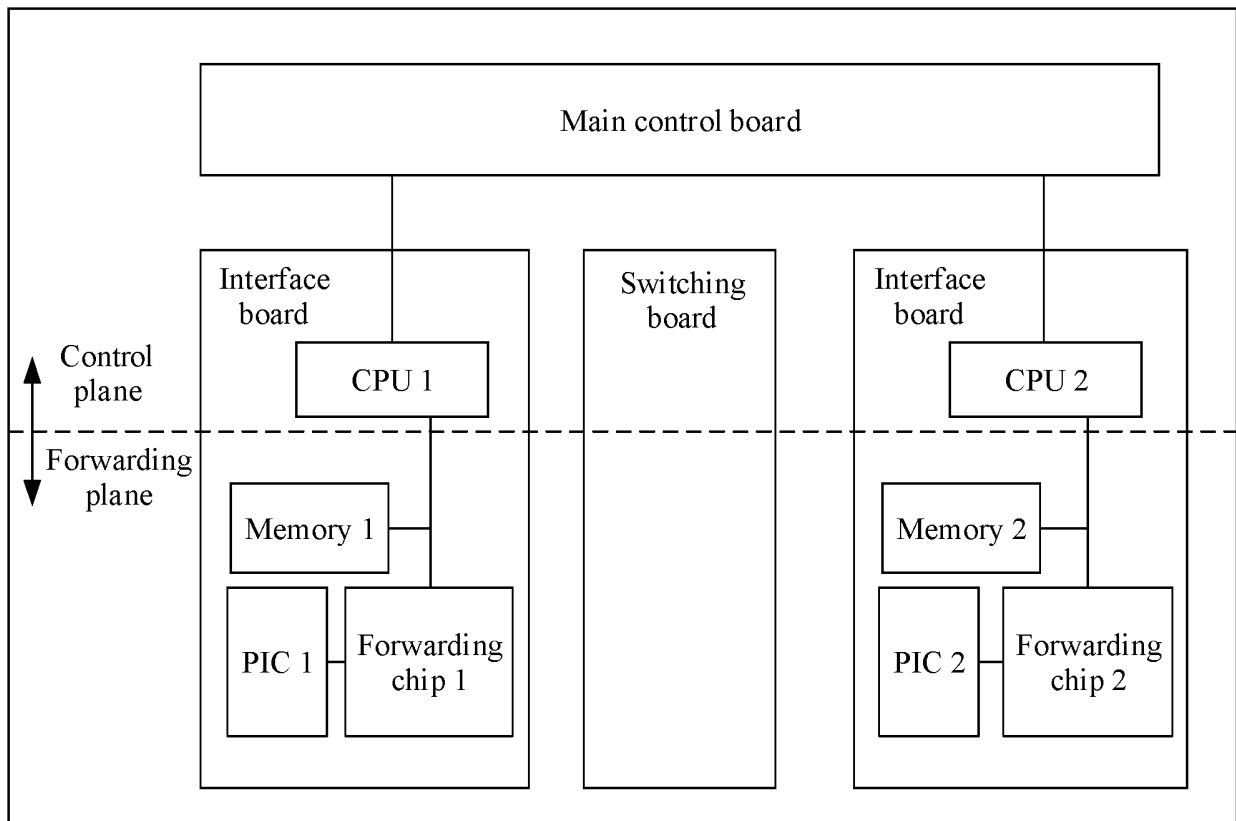 Main control board
Interface
board
Switching
board
Interface
board
CPU 1
CPU 2
Control
plane
Forwarding
plane
Memory 1
Memory 2
PIC 1
Forwarding
chip 1
PIC 2
Forwarding
chip 2